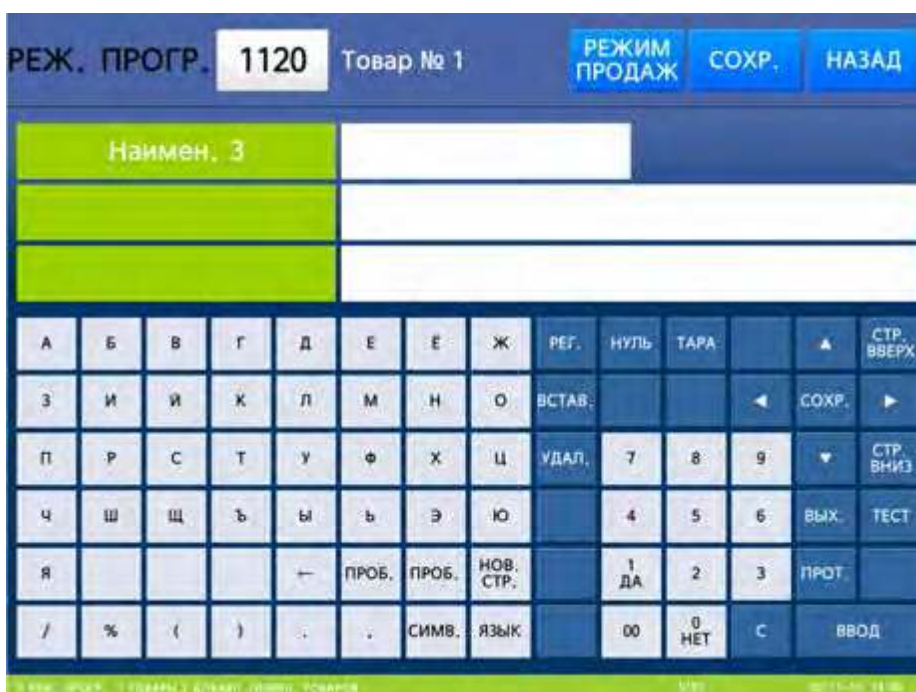 РЕЖ. ПРОГР. 1120 Товар № 1 РЕЖИМ ПРОДАЖ СОХР. НАЗАД
Наимен. 3
А Б В Г Д Е Ё Ж РЕГ. НУЛЬ ТАРА ▲ СТР. ВВЕРХ
З И Й К Л М Н О ВСТАВ. ◄ СОХР. ►
П Р С Т У Ф Х Ц УДАЛ. 7 8 9 ▼ СТР. ВНИЗ
Ч Ш Щ Ъ Ы Ь Э Ю 4 5 6 ВЫХ. ТЕСТ
Я ← ПРОБ. ПРОБ. НОВ. СТР. 1 ДА 2 3 ПРОТ.
/ % ( ) СИМВ. ЯЗЫК 00 0 НЕТ С ВВОД